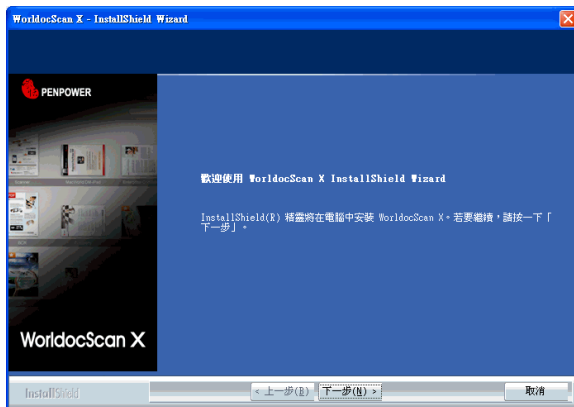 WorldocScan X - InstallShield Wizard
PENPOWER
歡迎使用 WorldocScan X InstallShield Wizard
InstallShield(R) 精靈將在電腦中安裝 WorldocScan X。若要繼續，請按一下「
下一步」。
WorldocScan X
InstallShield
< 上一步(B)
下一步(N) >
取消